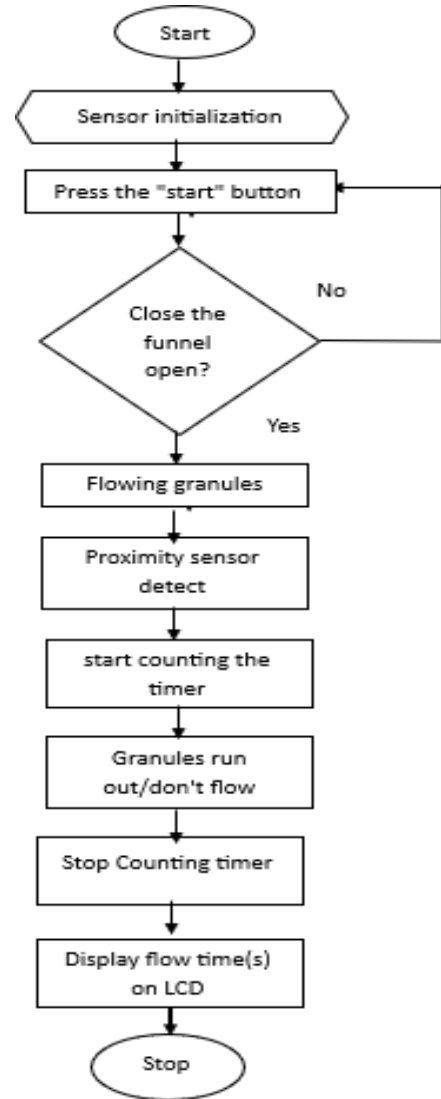 Start
Sensor initialization
Press the "start" button
No
Close the
funnel
open?
Yes
Flowing granules
Proximity sensor
detect
start counting the
timer
Granules run
out/don't flow
Stop Counting timer
Display flow time(s)
on LCD
Stop